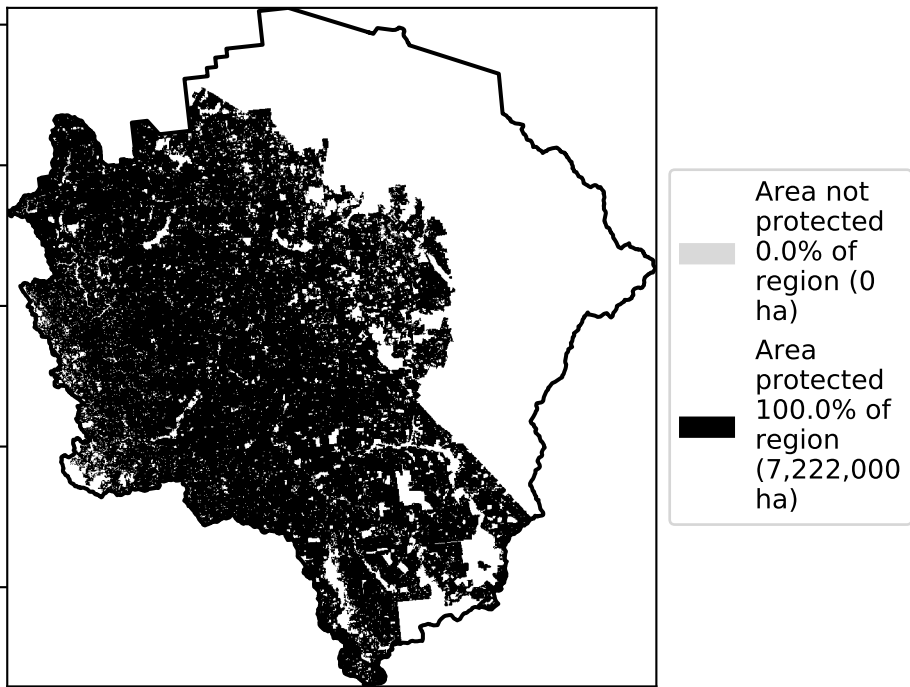 Area not
protected
0.0% of
region (0
ha)
Area
protected
100.0% of
region
(7,222,000
ha)